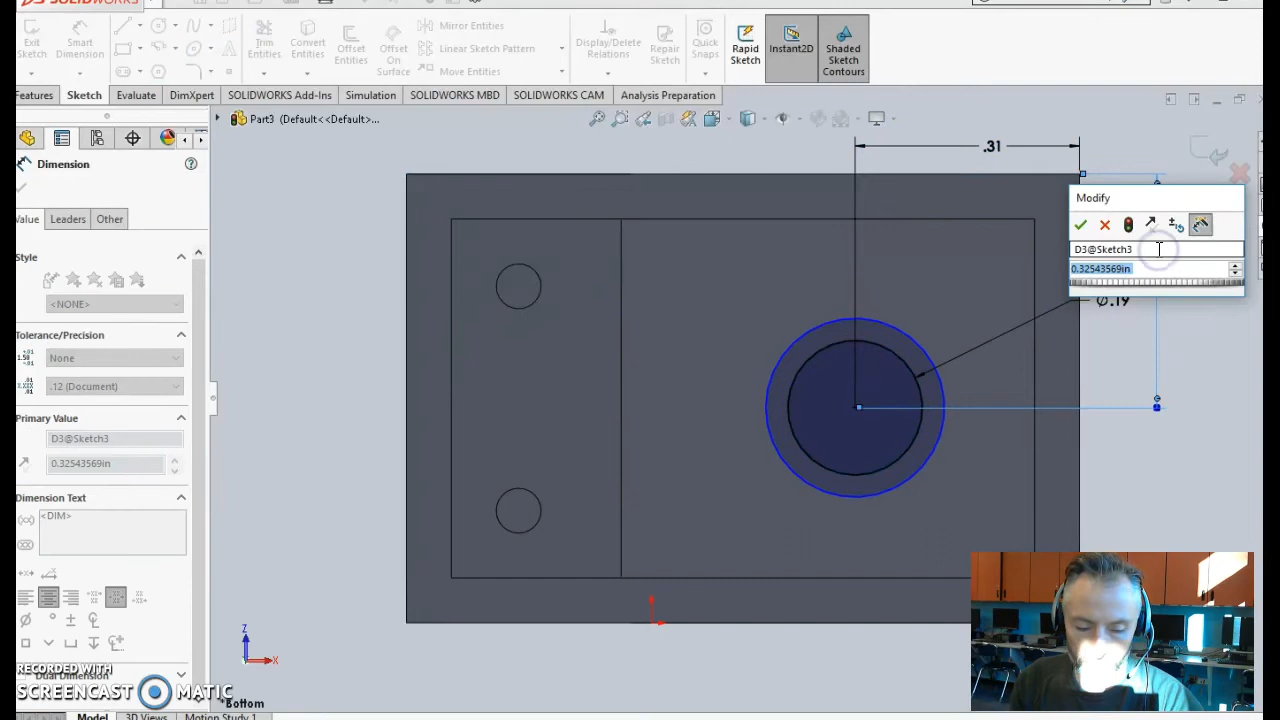 SOLIDWORKS
Exit Sketch
Smart Dimension
Trim Entities
Convert Entities
Offset Entities
Offset On Surface
Mirror Entities
Linear Sketch Pattern
Move Entities
Display/Delete Relations
Repair Sketch
Quick Snaps
Rapid Sketch
Instant2D
Shaded Sketch Contours
Features Sketch Evaluate DimXpert SOLIDWORKS Add-Ins Simulation SOLIDWORKS MBD SOLIDWORKS CAM Analysis Preparation
Part3 (Default<<Default>...
Dimension
Value Leaders Other
Style
<NONE>
Tolerance/Precision
None
.12 (Document)
Primary Value
D3@Sketch3
0.32543569in
Dimension Text
<DIM>
Dual Dimension
RECORDED WITH
SCREENCAST MATIC
.31
Modify
D3@Sketch3
0.32543569in
Ø.19
Z
X
*Bottom
Model 3D Views Motion Study 1